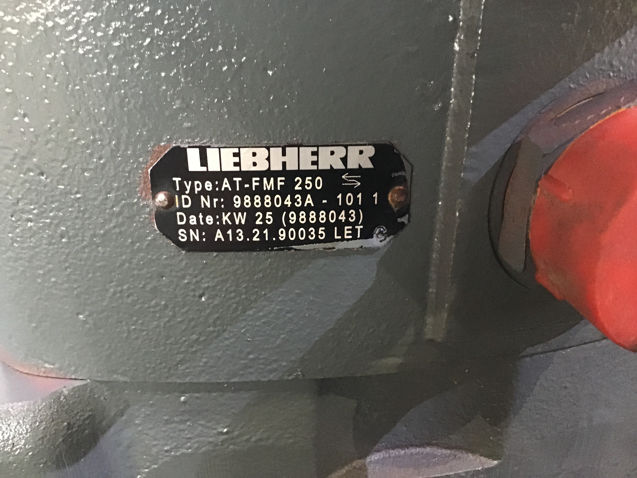 LIEBHERR
Type:AT-FMF 250
ID Nr: 9888043A - 101 1
Date:KW 25 (9888043)
SN: A13.21.90035 LET